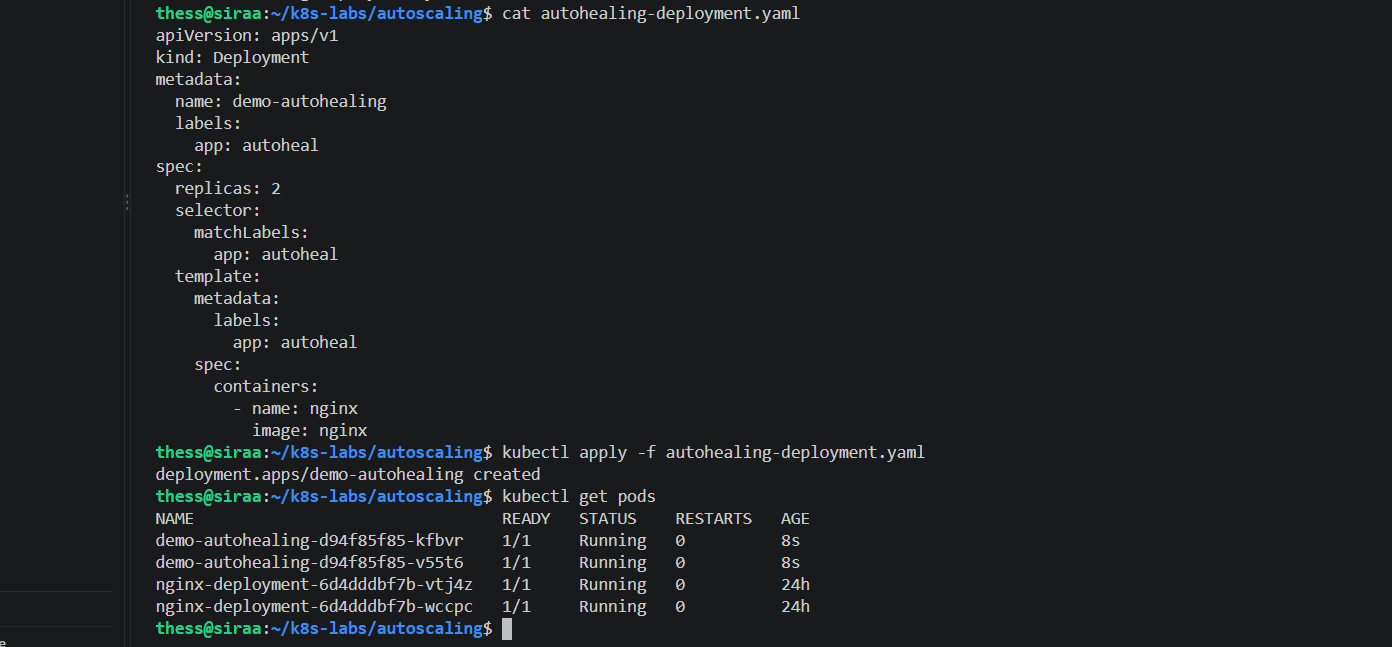 thess@siraa:~/k8s-labs/autoscaling$ cat autohealing-deployment.yaml
apiVersion: apps/v1
kind: Deployment
metadata:
  name: demo-autohealing
  labels:
    app: autoheal
spec:
  replicas: 2
  selector:
    matchLabels:
      app: autoheal
  template:
    metadata:
      labels:
        app: autoheal
    spec:
      containers:
        - name: nginx
          image: nginx
thess@siraa:~/k8s-labs/autoscaling$ kubectl apply -f autohealing-deployment.yaml
deployment.apps/demo-autohealing created
thess@siraa:~/k8s-labs/autoscaling$ kubectl get pods
NAME                                READY   STATUS    RESTARTS   AGE
demo-autohealing-d94f85f85-kfbvr    1/1     Running   0          8s
demo-autohealing-d94f85f85-v55t6    1/1     Running   0          8s
nginx-deployment-6d4dddbf7b-vtj4z   1/1     Running   0          24h
nginx-deployment-6d4dddbf7b-wccpc   1/1     Running   0          24h
thess@siraa:~/k8s-labs/autoscaling$